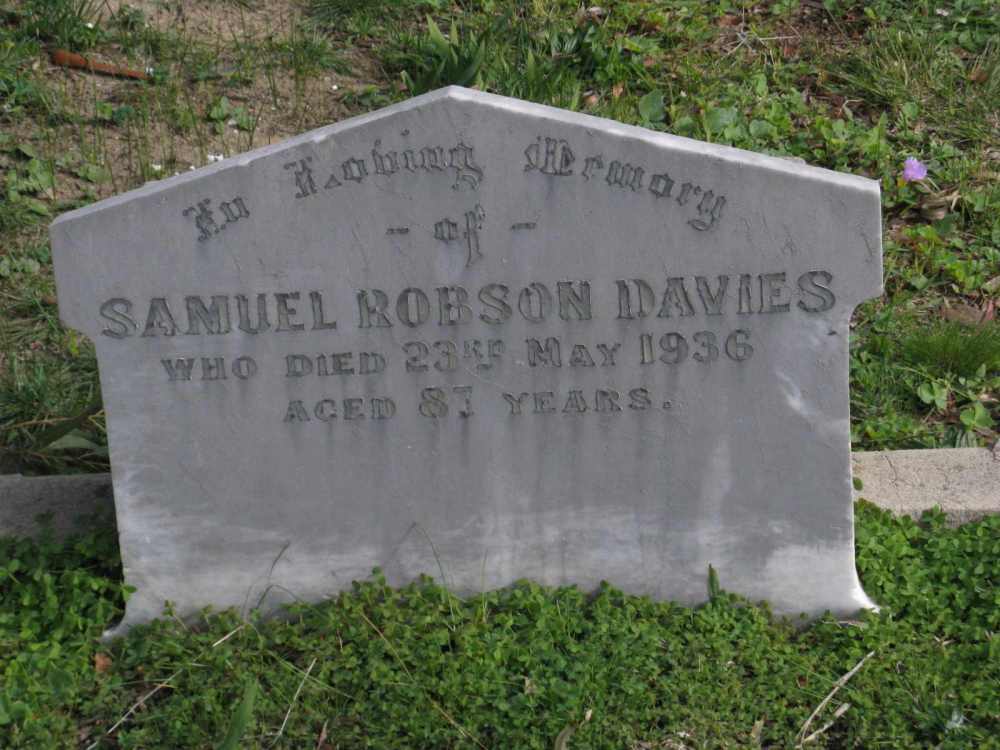 In Loving Memory
- of -
SAMUEL ROBSON DAVIES
WHO DIED 23RD MAY 1936
AGED 87 YEARS.